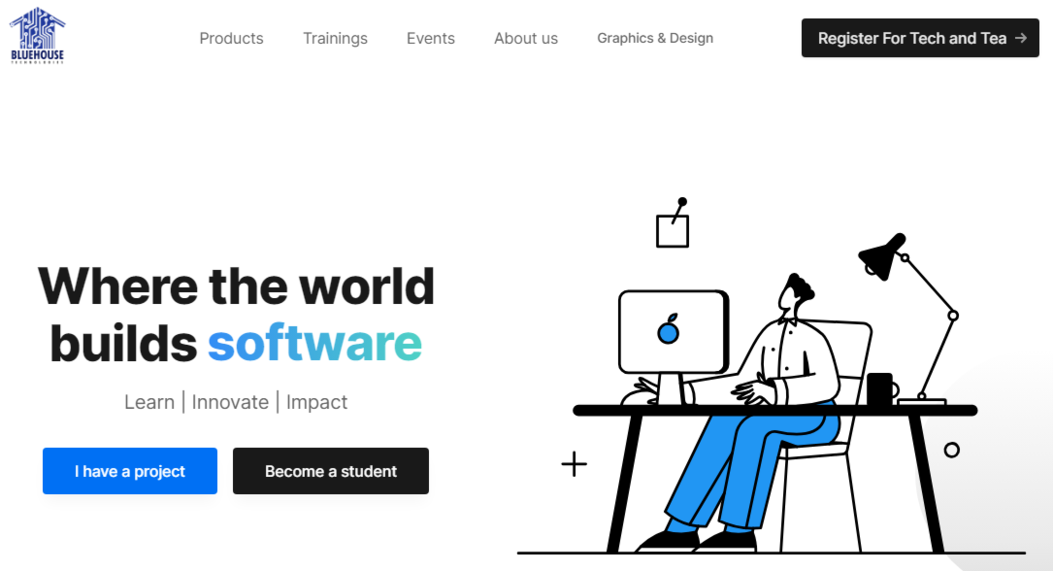 BLUEHOUSE
TECHNOLOGIES
Products
Trainings
Events
About us
Graphics & Design
Register For Tech and Tea →
Where the world
builds software
Learn | Innovate | Impact
I have a project
Become a student